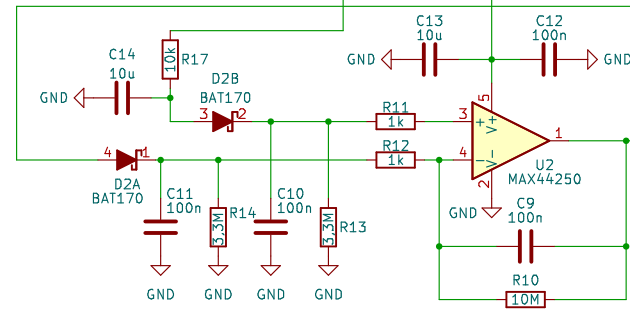 C13
10u
C12
100n
GND
GND
C14
10u
10k
R17
D2B
BAT170
GND
3
2
R11
1k
3
+
5
V+
1
4
1
R12
1k
4
−
V-
2
U2
MAX44250
D2A
BAT170
C11
100n
3,3M
R14
C10
100n
3,3M
R13
GND
C9
100n
GND
GND
GND
GND
R10
10M